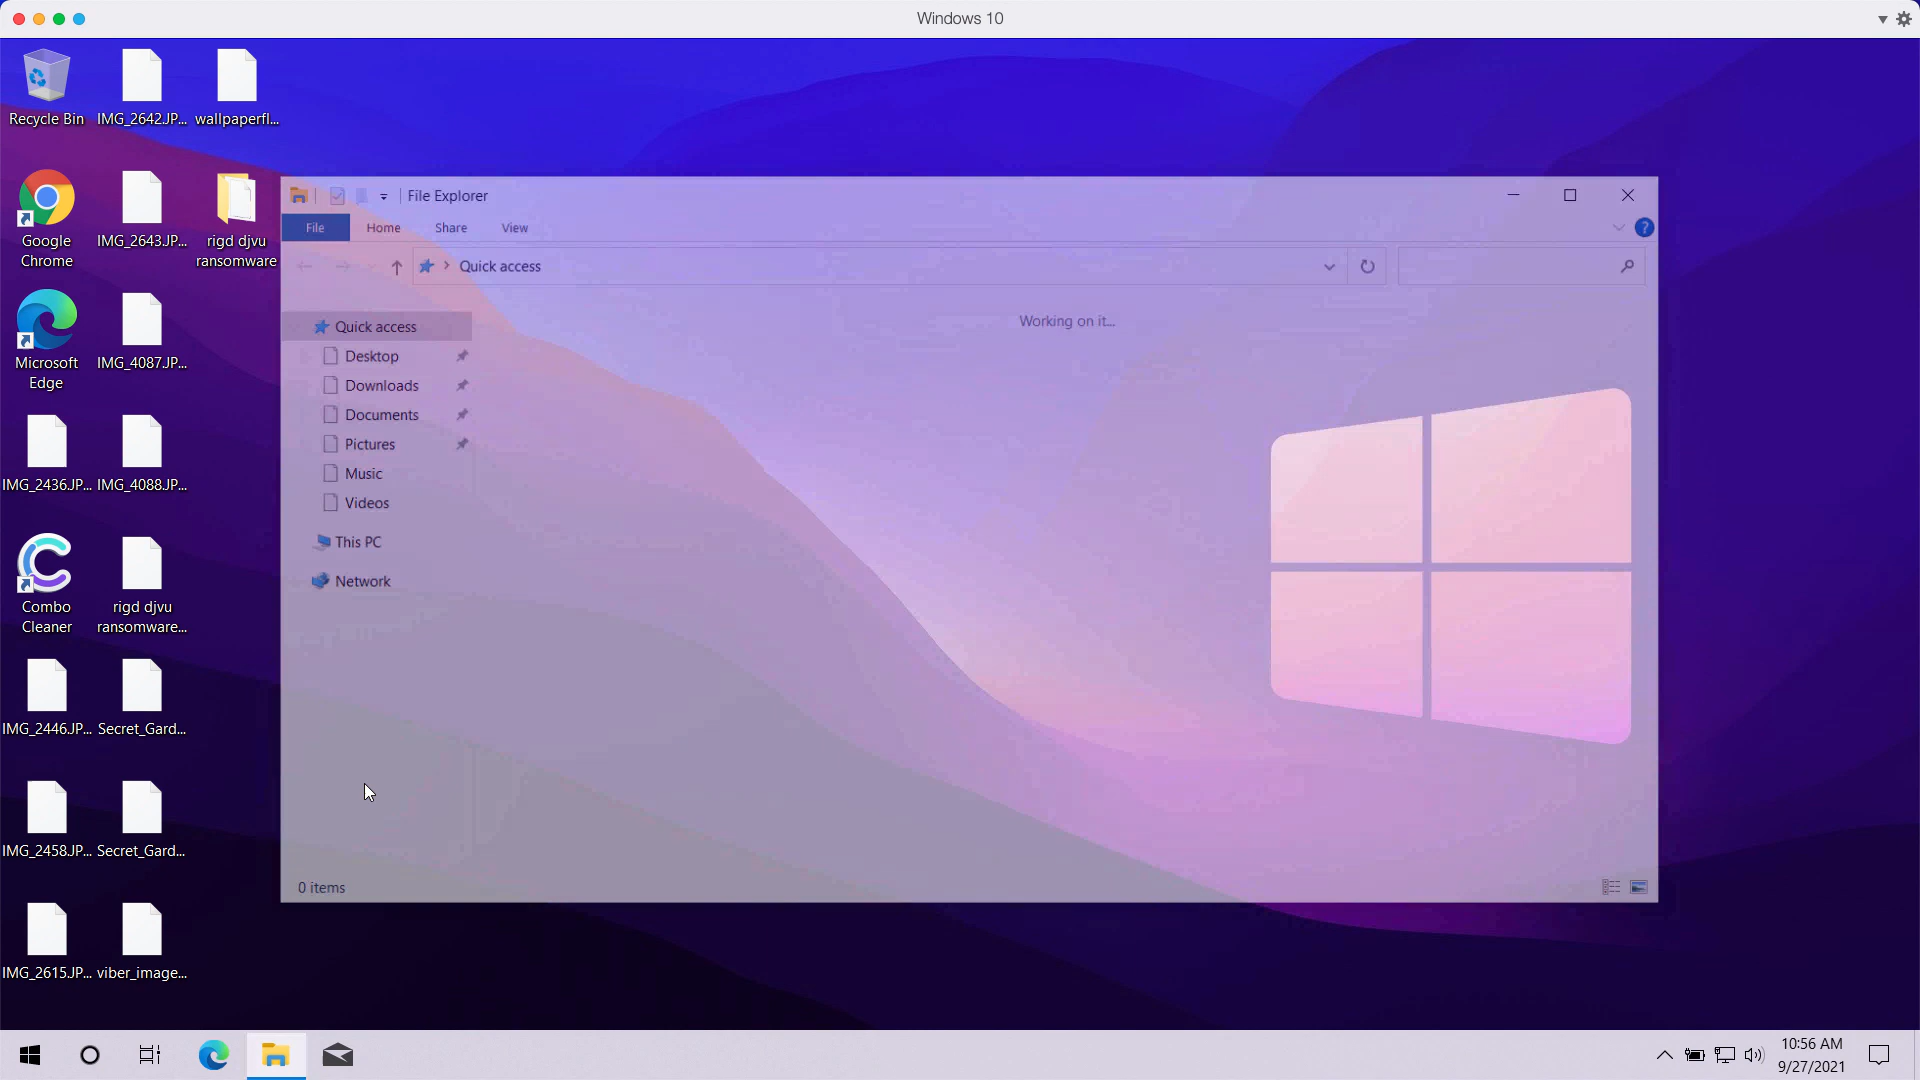 Windows 10
Recycle Bin
IMG_2642.JP...
wallpaperfl...
Google
Chrome
IMG_2643.JP...
rigd djvu
ransomware
Microsoft
Edge
IMG_4087.JP...
IMG_2436.JP...
IMG_4088.JP...
Combo
Cleaner
rigd djvu
ransomware...
IMG_2446.JP...
Secret_Gard...
IMG_2458.JP...
Secret_Gard...
IMG_2615.JP...
viber_image...
File Explorer
File
Home
Share
View
?
Quick access
Working on it...
Quick access
Desktop
Downloads
Documents
Pictures
Music
Videos
This PC
Network
0 items
10:56 AM
9/27/2021